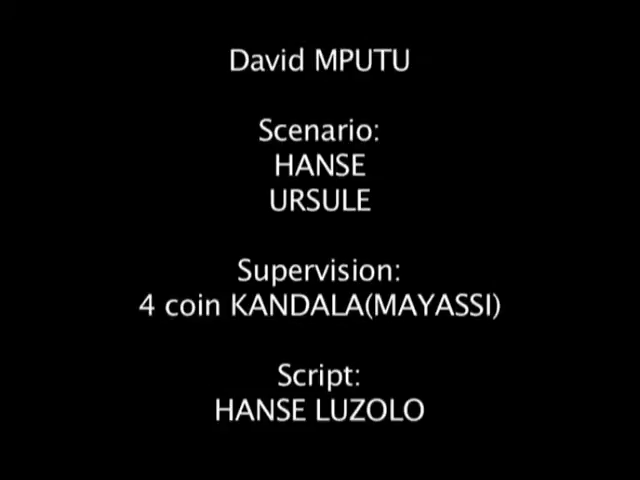 David MPUTU
Scenario:
HANSE
URSULE
Supervision:
4 coin KANDALA(MAYASSI)
Script:
HANSE LUZOLO